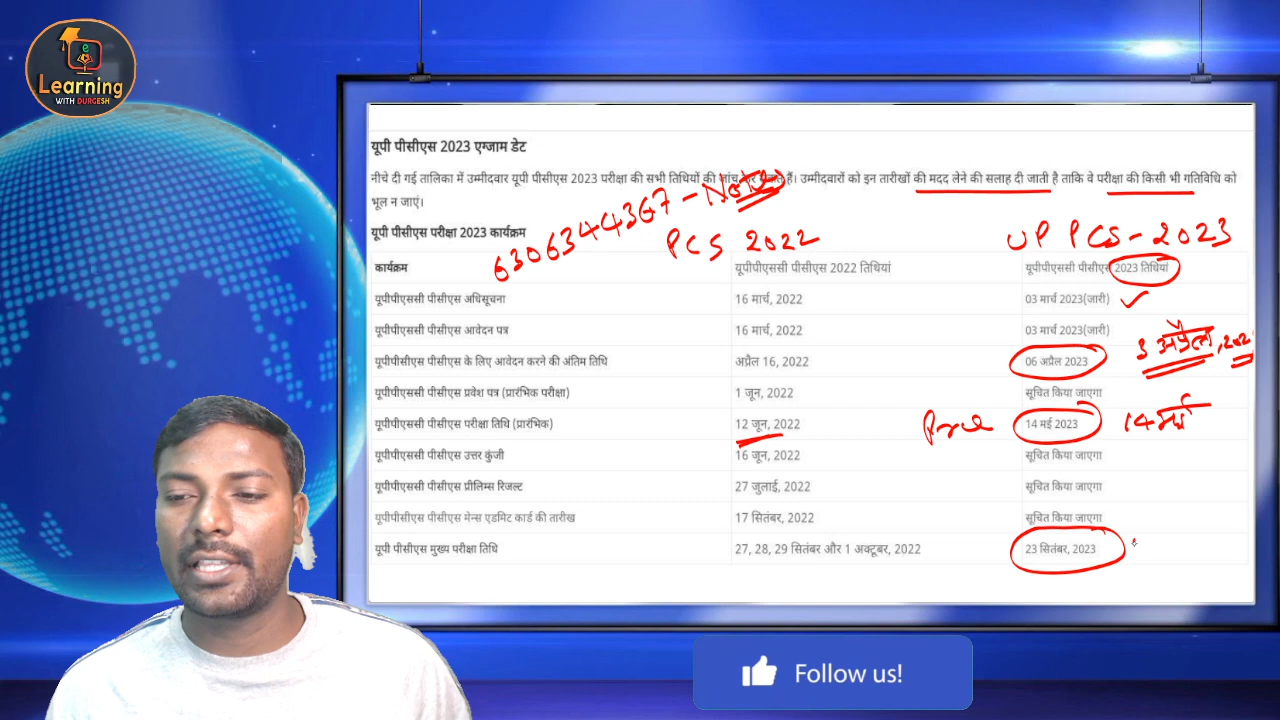 e
Learning
WITH DURGESH
यूपी पीसीएस 2023 एग्जाम डेट
नीचे दी गई तालिका में उम्मीदवार यूपी पीसीएस 2023 परीक्षा की सभी तिथियों की जांच कर सकते हैं। उम्मीदवारों को इन तारीखों की मदद लेने की सलाह दी जाती है ताकि वे परीक्षा की किसी भी गतिविधि को
भूल न जाएं।
6306344367 - Notes
यूपी पीसीएस परीक्षा 2023 कार्यक्रम
PCS 2022
UP PCS - 2023
कार्यक्रम यूपीपीएससी पीसीएस 2022 तिथियां यूपीपीएससी पीसीएस 2023 तिथियां
यूपीपीएससी पीसीएस अधिसूचना 16 मार्च, 2022 03 मार्च 2023(जारी)
यूपीपीएससी पीसीएस आवेदन पत्र 16 मार्च, 2022 03 मार्च 2023(जारी)
यूपीपीसीएस पीसीएस के लिए आवेदन करने की अंतिम तिथि अप्रैल 16, 2022 06 अप्रैल 2023 अप्रैल,
यूपीपीएससी पीसीएस प्रवेश पत्र (प्रारंभिक परीक्षा) 1 जून, 2022 सूचित किया जाएगा
यूपीपीएससी पीसीएस परीक्षा तिथि (प्रारंभिक) 12 जून, 2022 Pre 14 मई 2023 14 मई
यूपीपीएससी पीसीएस उत्तर कुंजी 16 जून, 2022 सूचित किया जाएगा
यूपीपीएससी पीसीएस प्रीलिम्स रिजल्ट 27 जुलाई, 2022 सूचित किया जाएगा
यूपीपीसीएस पीसीएस मेन्स एडमिट कार्ड की तारीख 17 सितंबर, 2022 सूचित किया जाएगा
यूपी पीसीएस मुख्य परीक्षा तिथि 27, 28, 29 सितंबर और 1 अक्टूबर, 2022 23 सितंबर, 2023
Follow us!